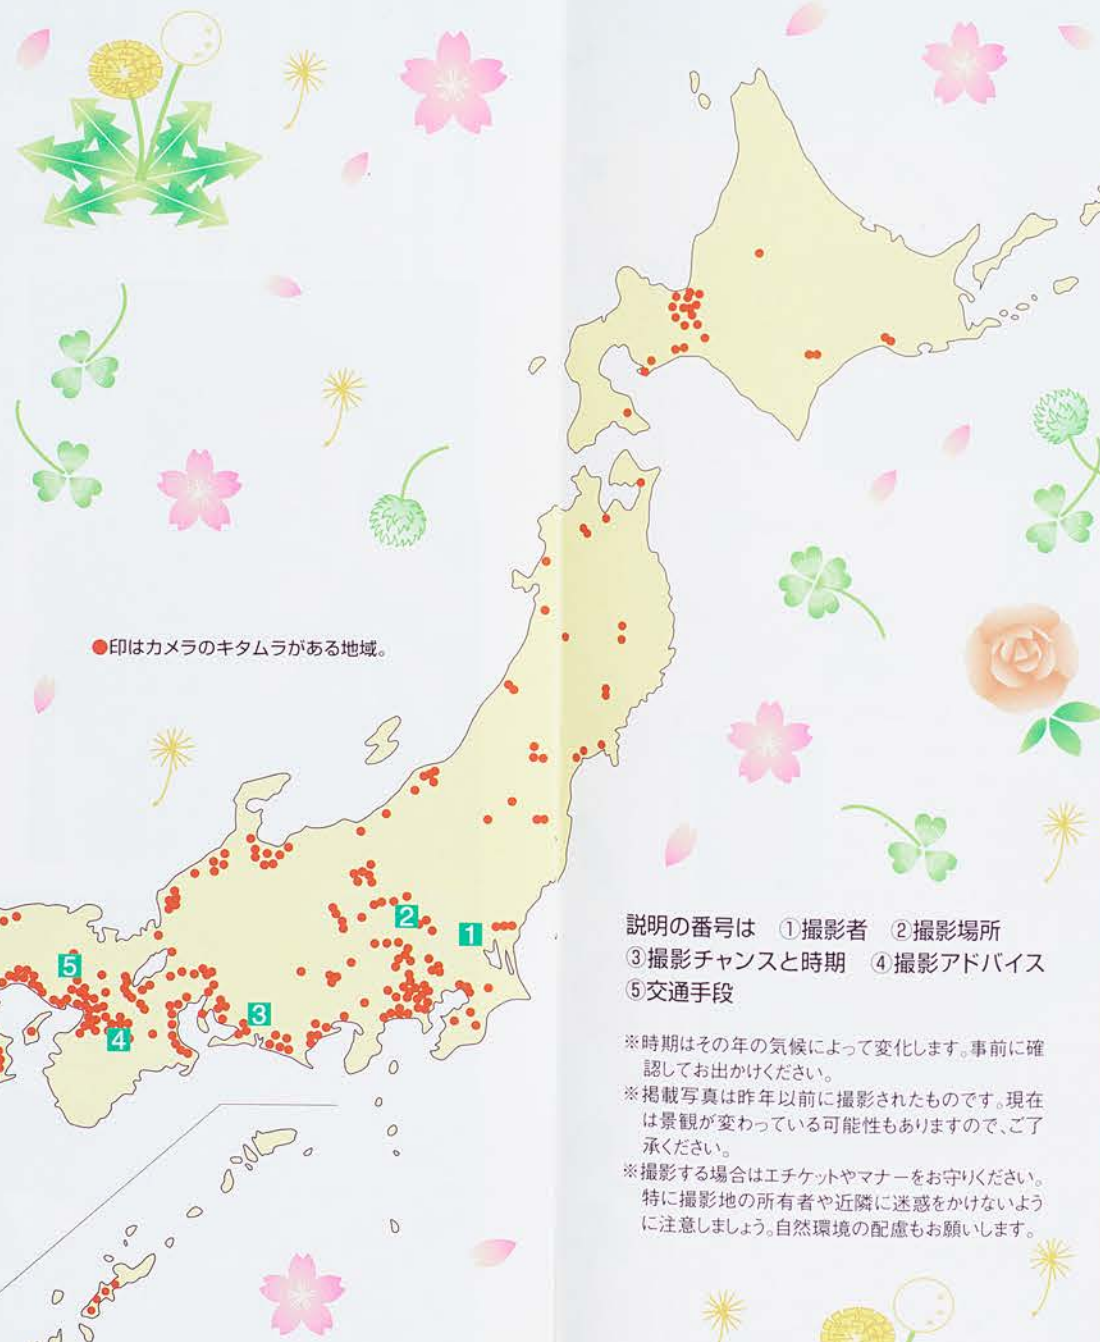 ●印はカメラのキタムラがある地域。
2
1
5
3
4
説明の番号は　①撮影者　②撮影場所
③撮影チャンスと時期　④撮影アドバイス
⑤交通手段
※時期はその年の気候によって変化します。事前に確
認してお出かけください。
※掲載写真は昨年以前に撮影されたものです。現在
は景観が変わっている可能性もありますので、ご了
承ください。
※撮影する場合はエチケットやマナーをお守りください。
特に撮影地の所有者や近隣に迷惑をかけないよう
に注意しましょう。自然環境の配慮もお願いします。